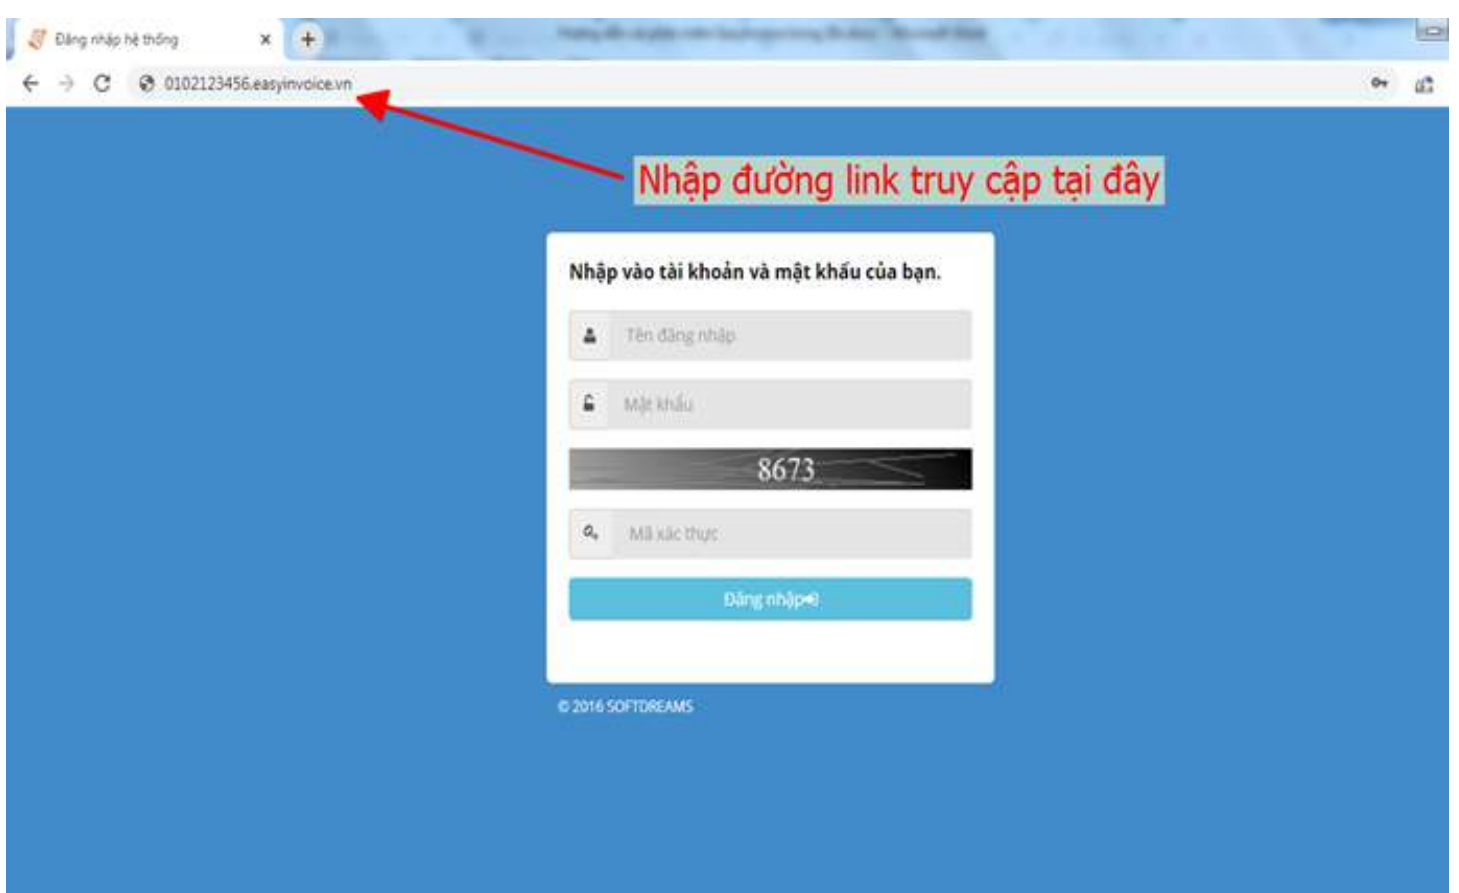 Đăng nhập hệ thống
0102123456.easyinvoice.vn
Nhập đường link truy cập tại đây
Nhập vào tài khoản và mật khẩu của bạn.
Tên đăng nhập
Mật khẩu
8673
Mã xác thực
Đăng nhập
© 2016 SOFTDREAMS